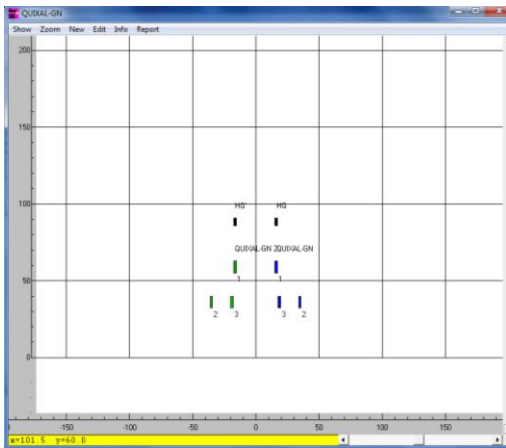 QUIXAL-GN
Show Zoom New Edit Info Report
200
150
100
HG' HG
QUIXAL-GN 2QUIXAL-GN
1 1
50
2 3 3 2
0
-150 -100 -50 0 50 100 150
x=101.5 y=60.0